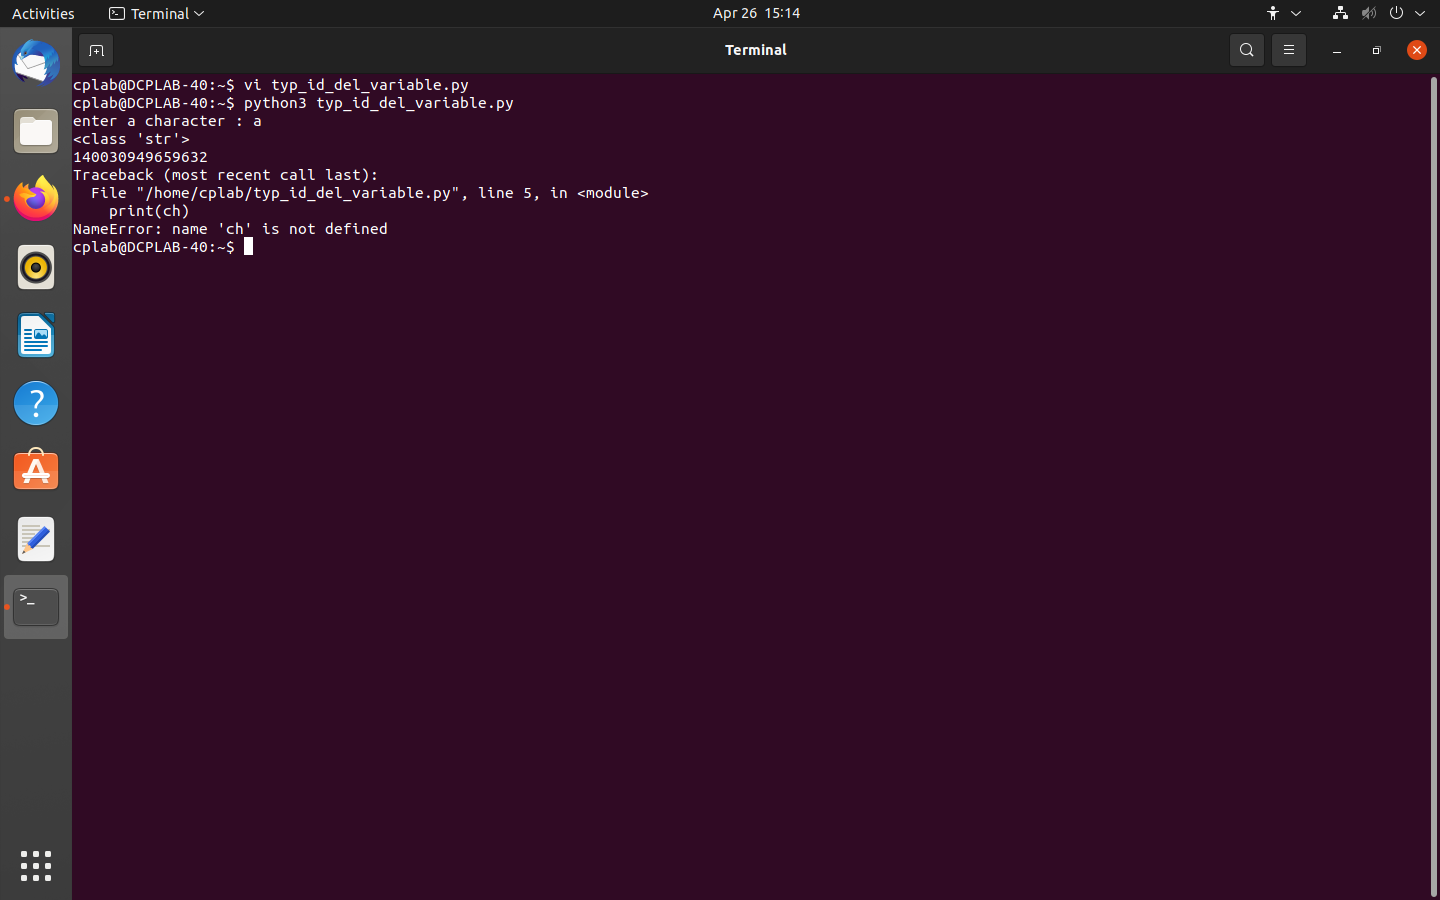 Activities
Terminal
Apr 26 15:14
Terminal
cplab@DCPLAB-40:~$ vi typ_id_del_variable.py
cplab@DCPLAB-40:~$ python3 typ_id_del_variable.py
enter a character : a
<class 'str'>
140030949659632
Traceback (most recent call last):
  File "/home/cplab/typ_id_del_variable.py", line 5, in <module>
    print(ch)
NameError: name 'ch' is not defined
cplab@DCPLAB-40:~$